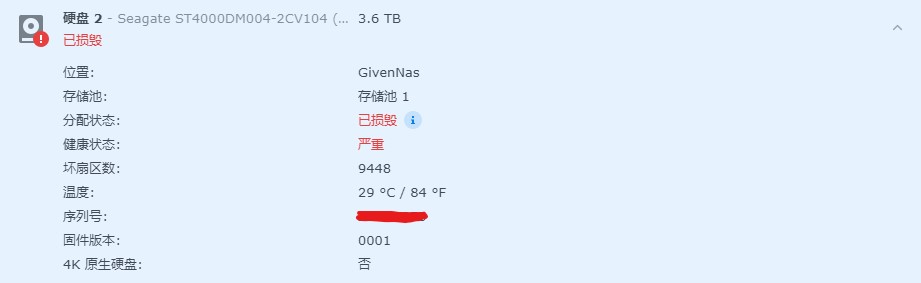 硬盘 2 - Seagate ST4000DM004-2CV104 (... 3.6 TB
已损毁
位置: GivenNas
存储池: 存储池 1
分配状态: 已损毁
健康状态: 严重
坏扇区数: 9448
温度: 29 °C / 84 °F
序列号:
固件版本: 0001
4K 原生硬盘: 否